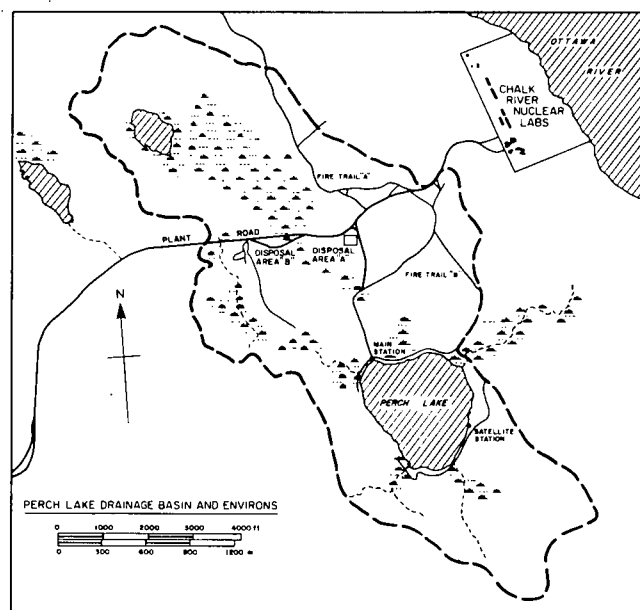 OTTAWA
RIVER
CHALK
RIVER
NUCLEAR
LABS
FIRE TRAIL "A"
PLANT ROAD
DISPOSAL
AREA "B"
DISPOSAL
AREA "A"
FIRE TRAIL "B"
N
MAIN
STATION
PERCH LAKE
SATELLITE
STATION
PERCH LAKE DRAINAGE BASIN AND ENVIRONS
0 1000 2000 3000 4000 ft
0 300 600 800 1200 m